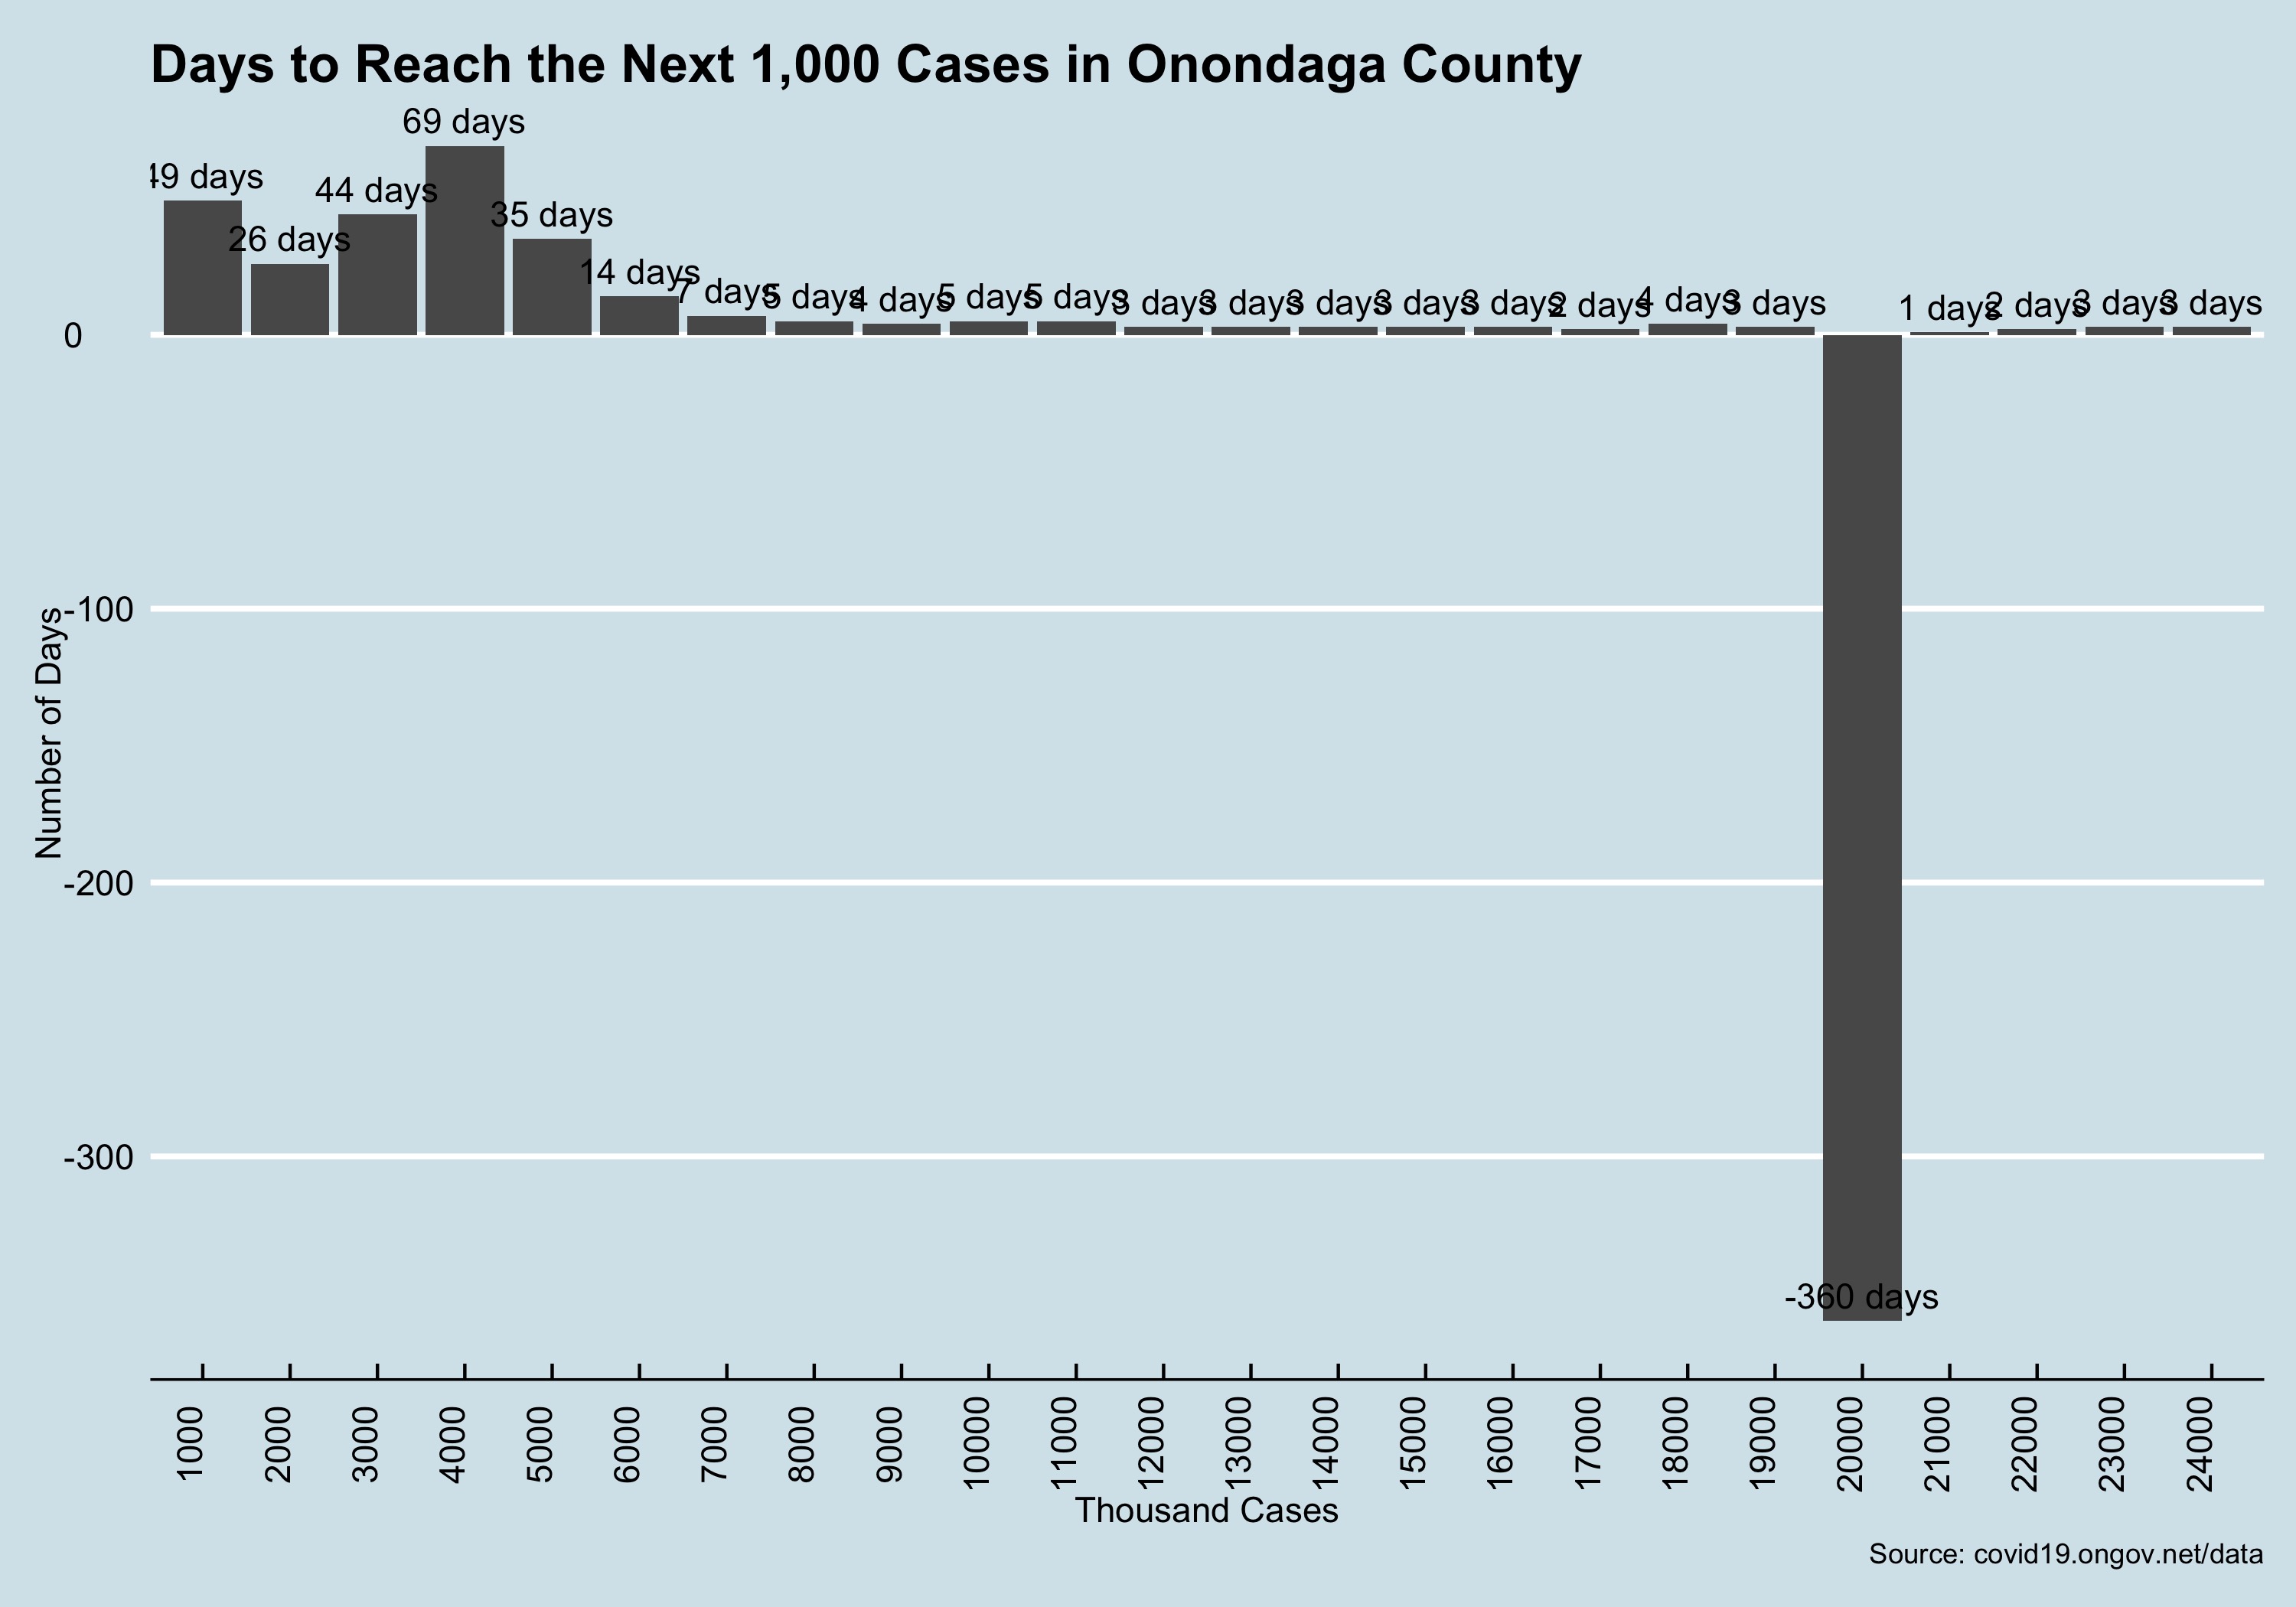 Days to Reach the Next 1,000 Cases in Onondaga County
69 days
49 days
44 days
35 days
26 days
14 days
7 days
5 days
4 days
5 days
5 days
3 days
3 days
3 days
3 days
3 days
2 days
4 days
3 days
1 days
2 days
3 days
3 days
0
-100
-200
-300
Number of Days
-360 days
1000
2000
3000
4000
5000
6000
7000
8000
9000
10000
11000
12000
13000
14000
15000
16000
17000
18000
19000
20000
21000
22000
23000
24000
Thousand Cases
Source: covid19.ongov.net/data